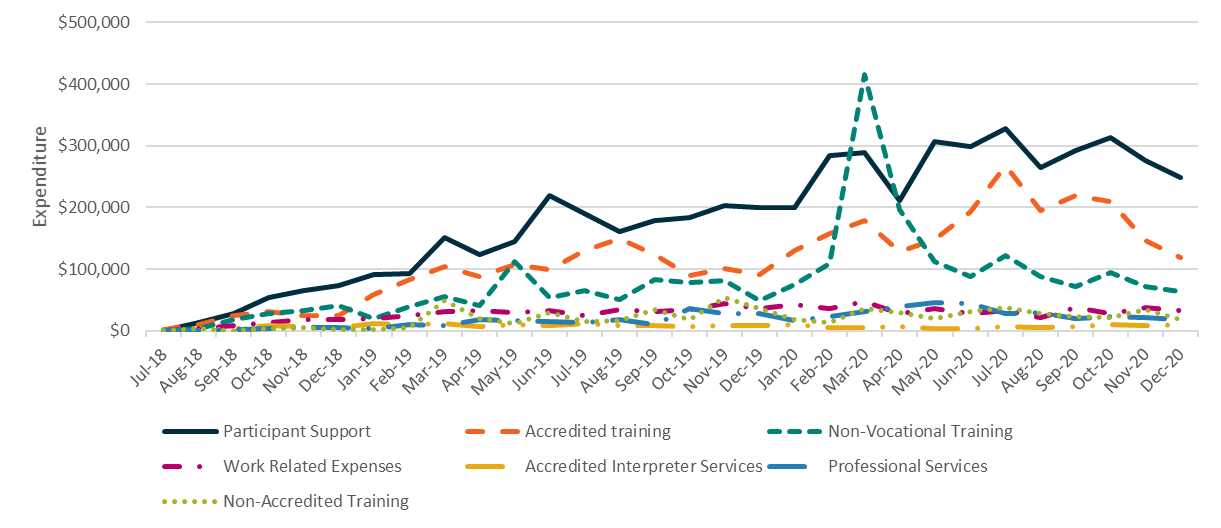 $500,000
$400,000
$300,000
$200,000
$100,000
$0
Expenditure
Jul-18
Aug-18
Sep-18
Oct-18
Nov-18
Dec-18
Jan-19
Feb-19
Mar-19
Apr-19
May-19
Jun-19
Jul-19
Aug-19
Sep-19
Oct-19
Nov-19
Dec-19
Jan-20
Feb-20
Mar-20
Apr-20
May-20
Jun-20
Jul-20
Aug-20
Sep-20
Oct-20
Nov-20
Dec-20
Participant Support Accredited training Non-Vocational Training
Work Related Expenses Accredited Interpreter Services Professional Services
Non-Accredited Training